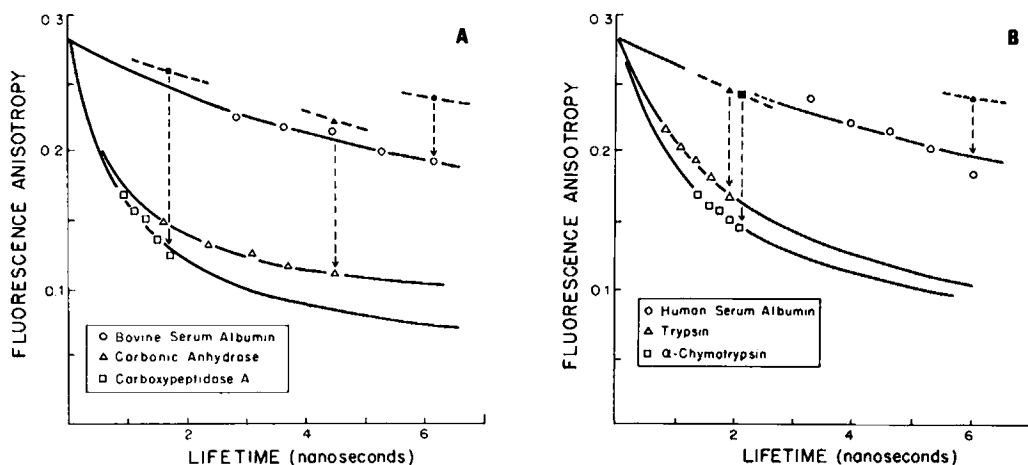 A
FLUORESCENCE ANISOTROPY
0.3
0.2
0.1
○ Bovine Serum Albumin
△ Carbonic Anhydrase
□ Carboxypeptidase A
2
4
6
LIFETIME (nanoseconds)
B
FLUORESCENCE ANISOTROPY
0.3
0.2
0.1
○ Human Serum Albumin
△ Trypsin
□ α-Chymotrypsin
2
4
6
LIFETIME (nanoseconds)